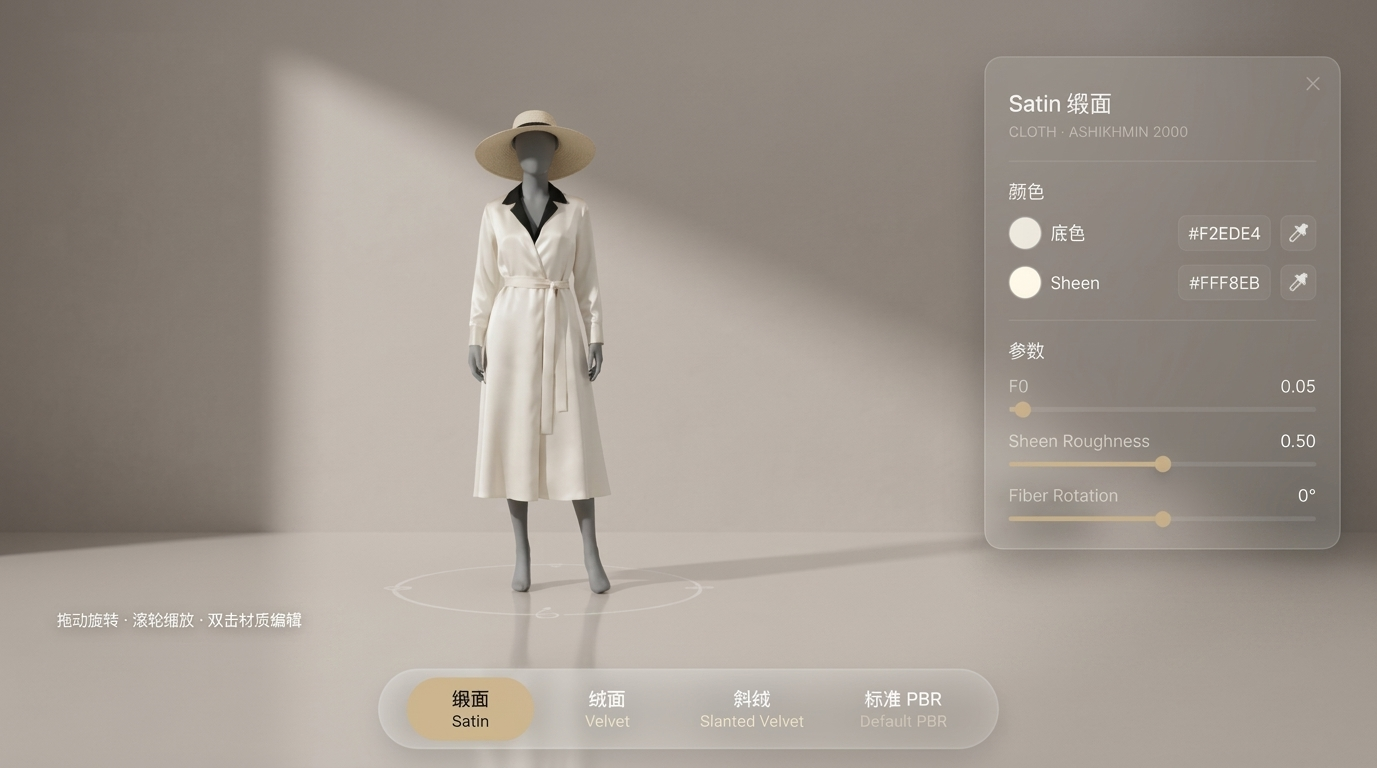 Satin 缎面
CLOTH · ASHIKHMIN 2000
颜色
底色 #F2EDE4
Sheen #FFF8EB
参数
F0 0.05
Sheen Roughness 0.50
Fiber Rotation 0°
拖动旋转 · 滚轮缩放 · 双击材质编辑
缎面
Satin
绒面
Velvet
斜绒
Slanted Velvet
标准 PBR
Default PBR